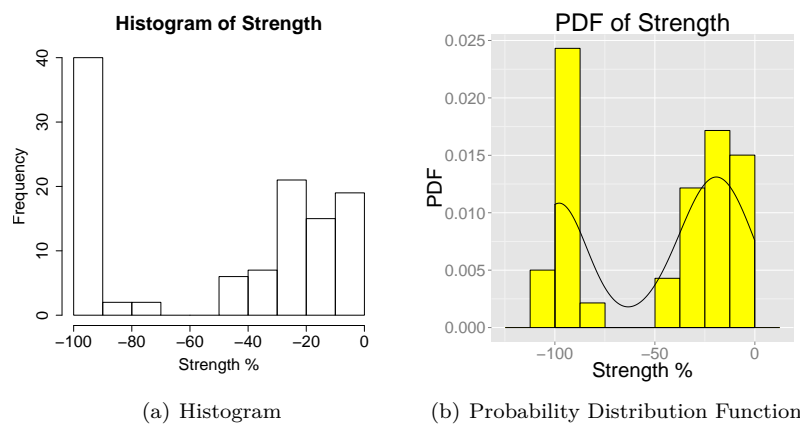 Histogram of Strength
Frequency
0
10
20
30
40
−100
−80
−60
−40
−20
0
Strength %
(a) Histogram
PDF of Strength
PDF
0.025
0.020
0.015
0.010
0.005
0.000
−100
−50
0
Strength %
(b) Probability Distribution Function